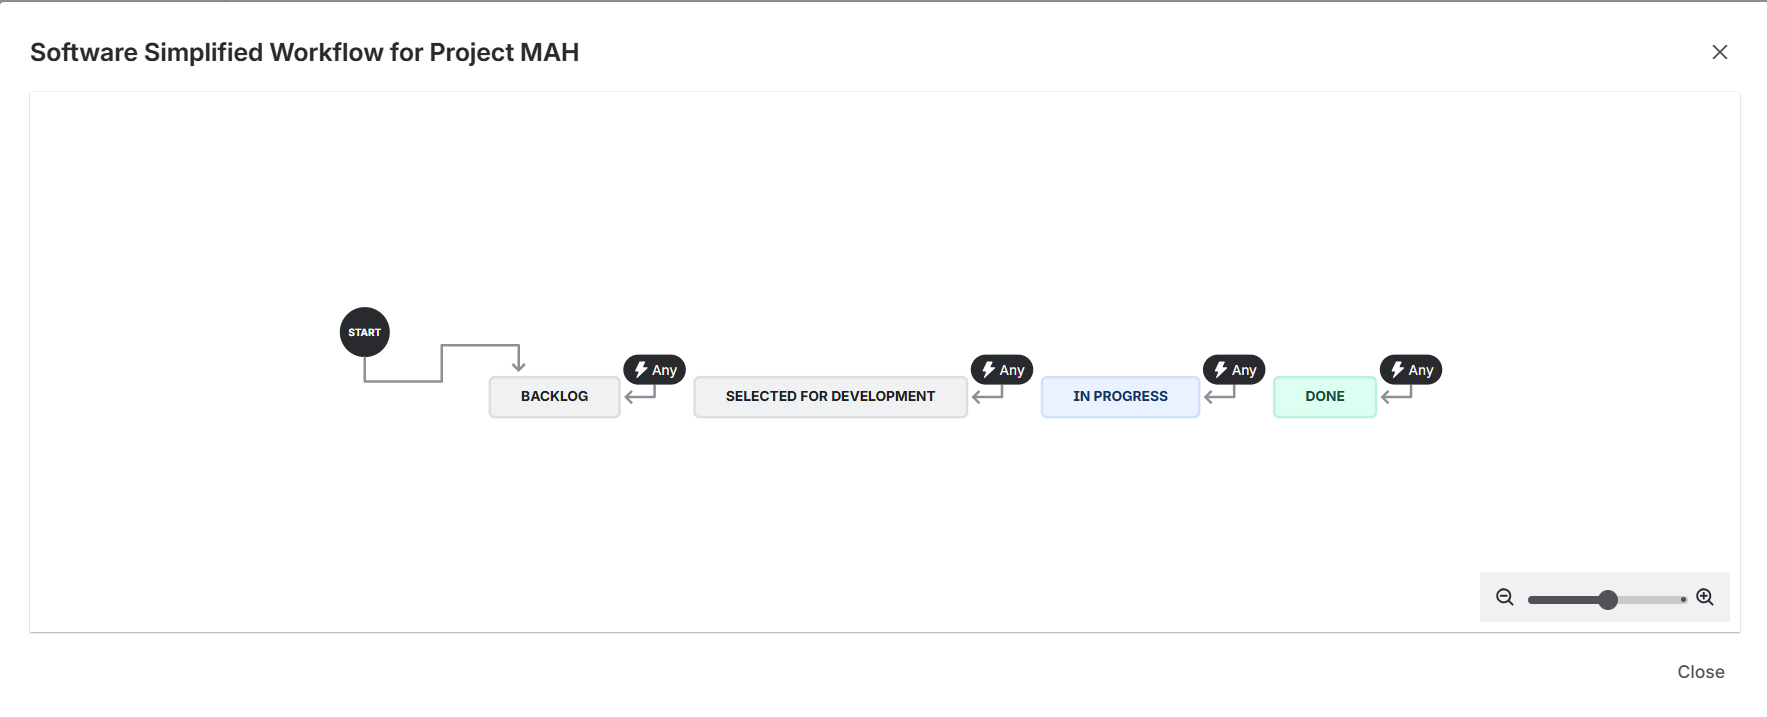 Software Simplified Workflow for Project MAH
START
Any
Any
Any
Any
BACKLOG
SELECTED FOR DEVELOPMENT
IN PROGRESS
DONE
Close